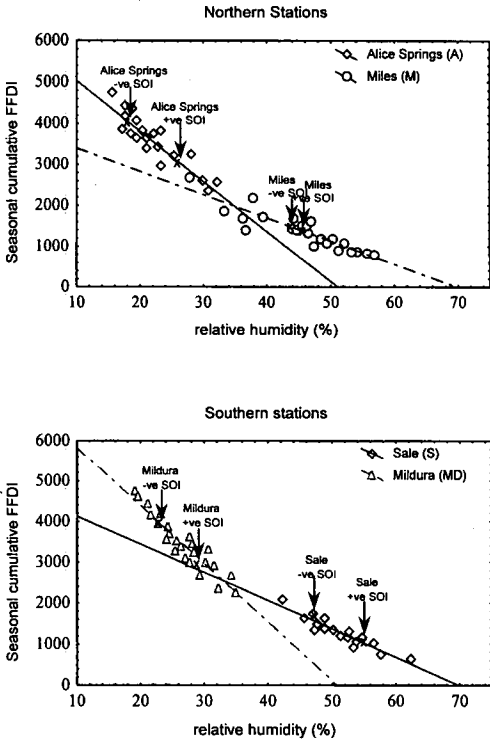 Northern Stations
6000
5000
4000
3000
2000
1000
0
Seasonal cumulative FFDI
Alice Springs (A)
Miles (M)
Alice Springs
-ve SOI
Alice Springs
+ve SOI
Miles
-ve SO
Miles
+ve SOI
10 20 30 40 50 60 70 75
relative humidity (%)
Southern stations
6000
5000
4000
3000
2000
1000
0
Seasonal cumulative FFDI
Sale (S)
Mildura (MD)
Mildura
-ve SOI
Mildura
+ve SOI
Sale
-ve SOI
Sale
+ve SOI
10 20 30 40 50 60 70 75
relative humidity (%)